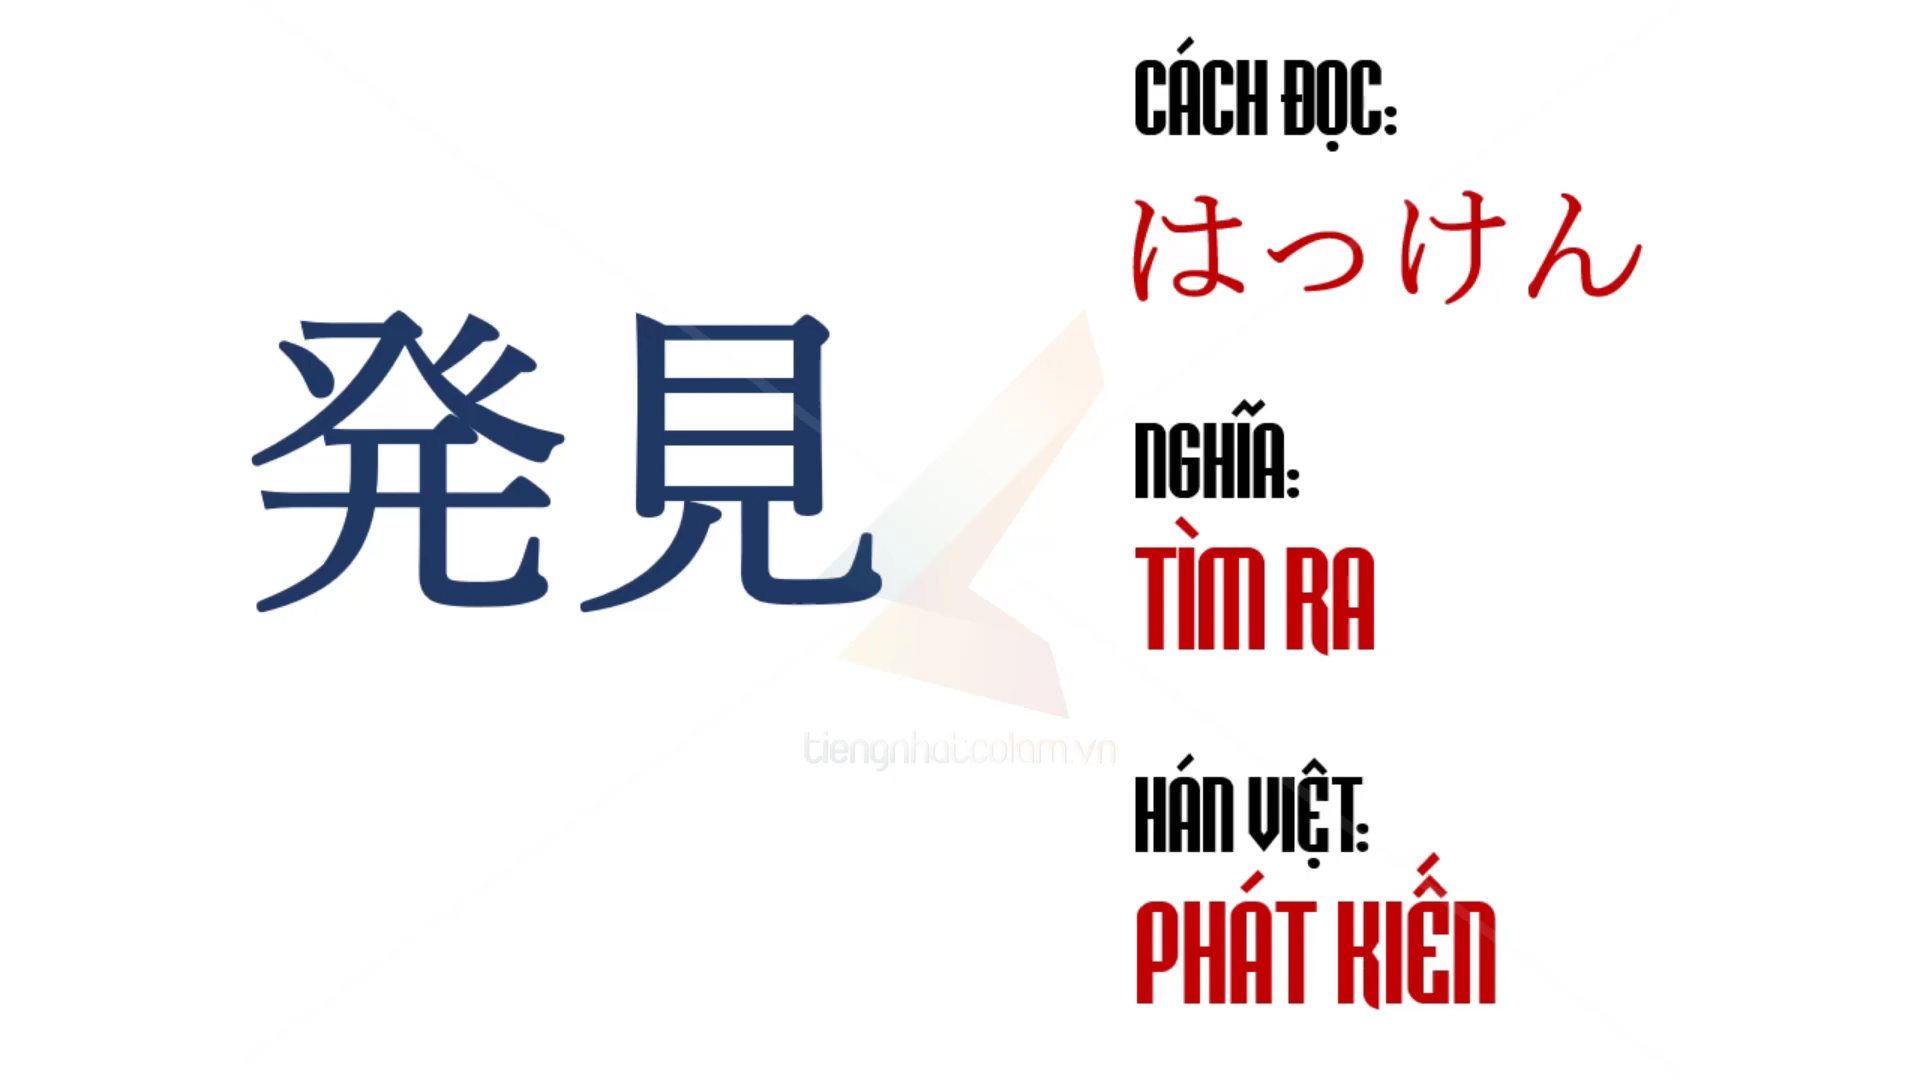 発見
CÁCH ĐỌC:
はっけん
NGHĨA:
TÌM RA
HÁN VIỆT:
PHÁT KIẾN
tiengnhatcolam.vn